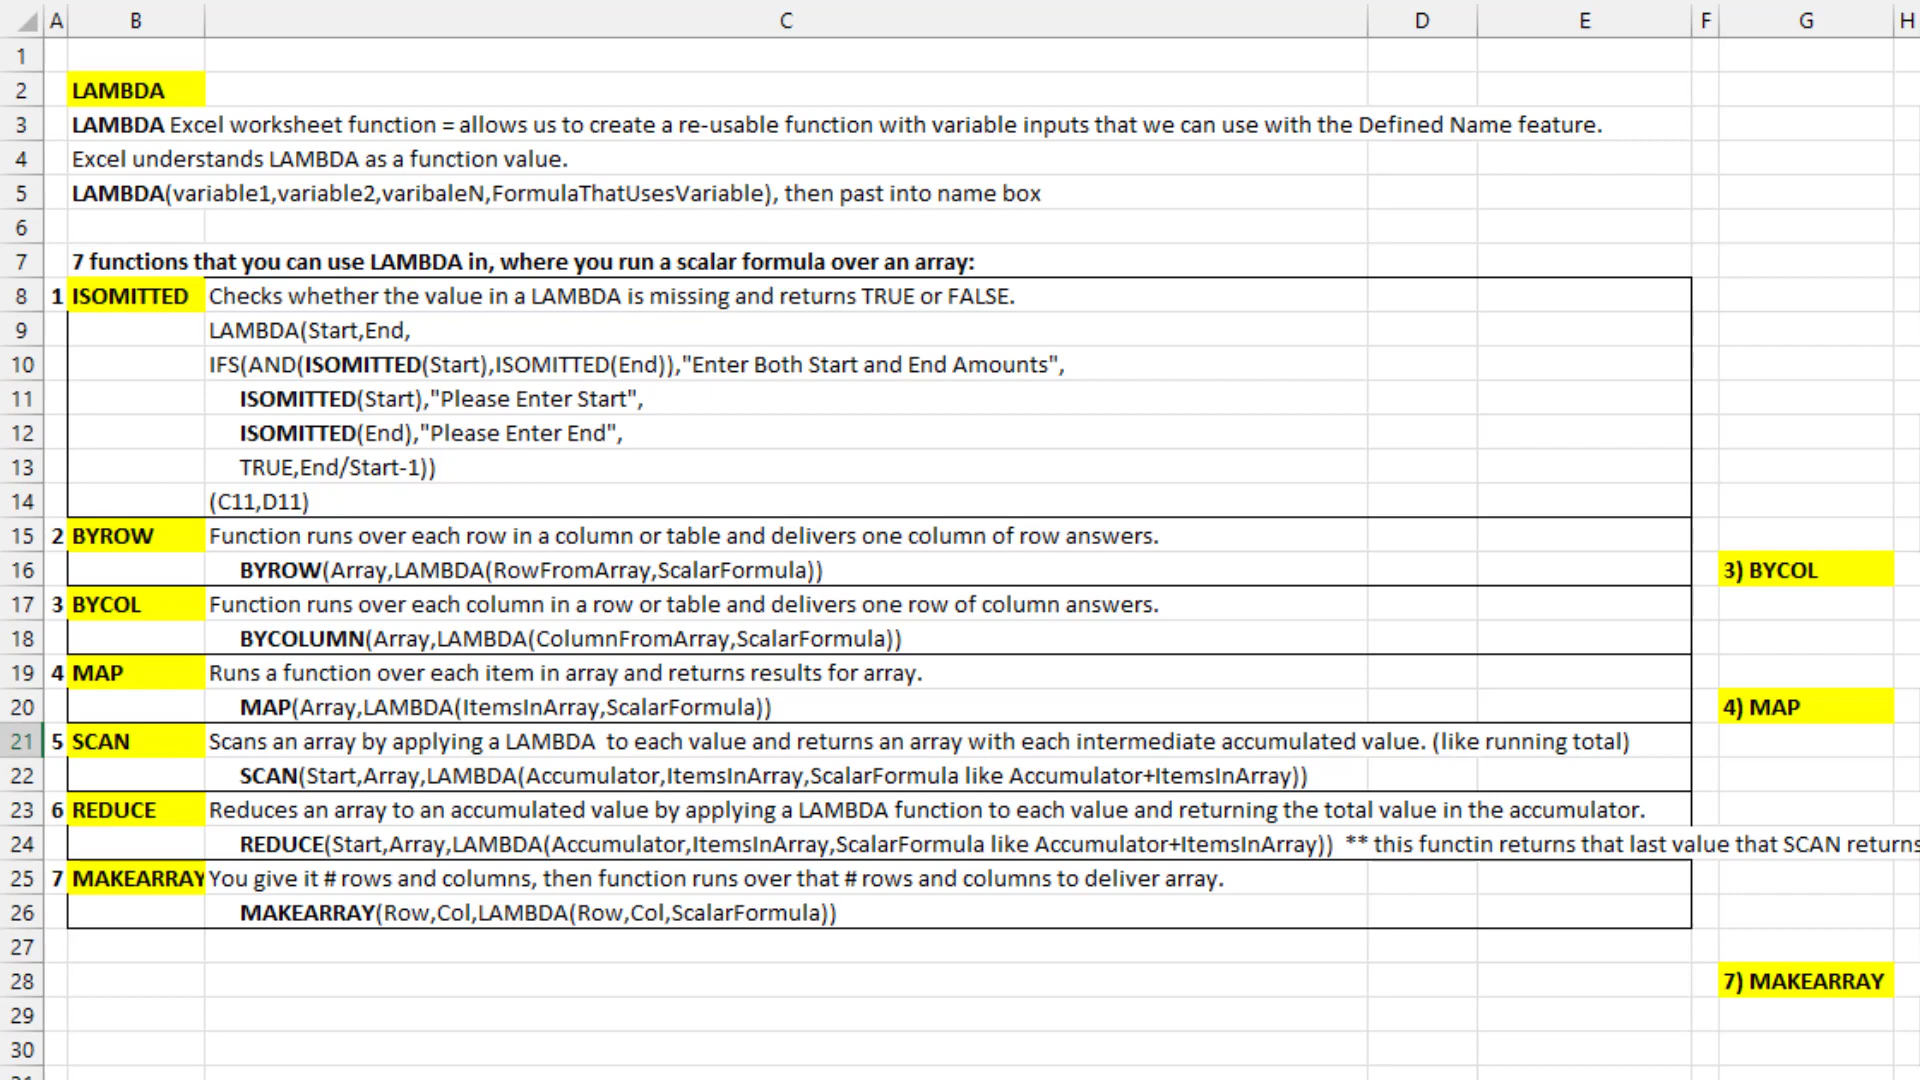 A B C D E F G H
1
2 LAMBDA
3 LAMBDA Excel worksheet function = allows us to create a re-usable function with variable inputs that we can use with the Defined Name feature.
4 Excel understands LAMBDA as a function value.
5 LAMBDA(variable1,variable2,varibaleN,FormulaThatUsesVariable), then past into name box
6
7 7 functions that you can use LAMBDA in, where you run a scalar formula over an array:
8 1 ISOMITTED Checks whether the value in a LAMBDA is missing and returns TRUE or FALSE.
9 LAMBDA(Start,End,
10 IFS(AND(ISOMITTED(Start),ISOMITTED(End)),"Enter Both Start and End Amounts",
11 ISOMITTED(Start),"Please Enter Start",
12 ISOMITTED(End),"Please Enter End",
13 TRUE,End/Start-1))
14 (C11,D11)
15 2 BYROW Function runs over each row in a column or table and delivers one column of row answers.
16 BYROW(Array,LAMBDA(RowFromArray,ScalarFormula)) 3) BYCOL
17 3 BYCOL Function runs over each column in a row or table and delivers one row of column answers.
18 BYCOLUMN(Array,LAMBDA(ColumnFromArray,ScalarFormula))
19 4 MAP Runs a function over each item in array and returns results for array.
20 MAP(Array,LAMBDA(ItemsInArray,ScalarFormula)) 4) MAP
21 5 SCAN Scans an array by applying a LAMBDA  to each value and returns an array with each intermediate accumulated value. (like running total)
22 SCAN(Start,Array,LAMBDA(Accumulator,ItemsInArray,ScalarFormula like Accumulator+ItemsInArray))
23 6 REDUCE Reduces an array to an accumulated value by applying a LAMBDA function to each value and returning the total value in the accumulator.
24 REDUCE(Start,Array,LAMBDA(Accumulator,ItemsInArray,ScalarFormula like Accumulator+ItemsInArray))  ** this functin returns that last value that SCAN returns
25 7 MAKEARRAY You give it # rows and columns, then function runs over that # rows and columns to deliver array.
26 MAKEARRAY(Row,Col,LAMBDA(Row,Col,ScalarFormula))
27
28 7) MAKEARRAY
29
30